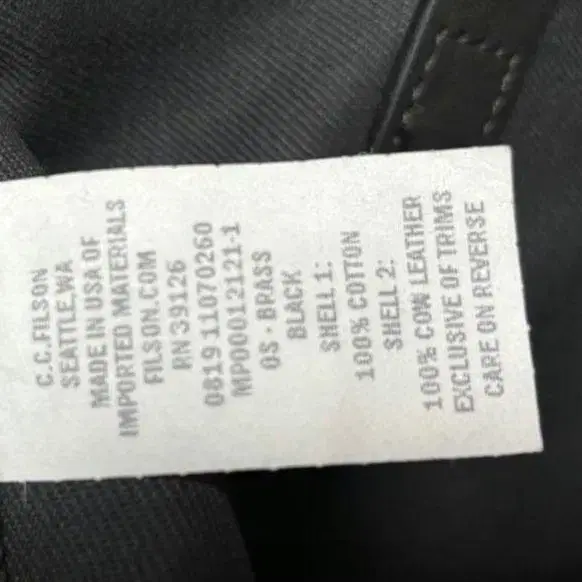 C.C.FILSON
SEATTLE,WA
MADE IN USA OF
IMPORTED MATERIALS
FILSON.COM
RN 39126
0819 11070260
MP00012121-1
OS - BRASS
BLACK
SHELL 1:
100% COTTON
SHELL 2:
100% COW LEATHER
EXCLUSIVE OF TRIMS
CARE ON REVERSE